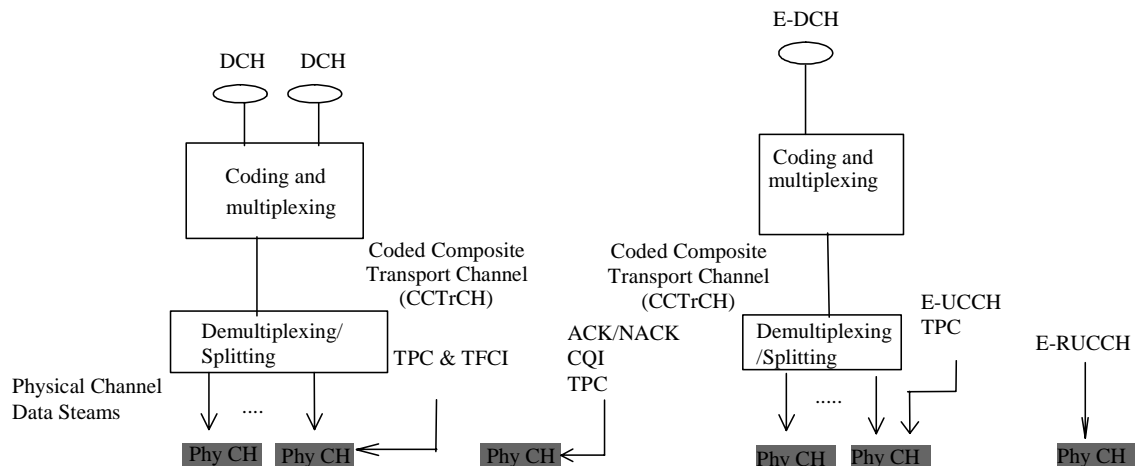 E-DCH
DCH
DCH
Coding and
multiplexing
Coding and
multiplexing
Coded Composite
Transport Channel
(CCTrCH)
Coded Composite
Transport Channel
(CCTrCH)
Demultiplexing/
Splitting
TPC & TFCI
ACK/NACK
CQI
TPC
Demultiplexing
/Splitting
E-UCCH
TPC
E-RUCCH
Physical Channel
Data Steams
....
.....
Phy CH
Phy CH
Phy CH
Phy CH
Phy CH
Phy CH